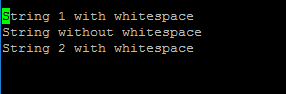 String 1 with whitespace
String without whitespace
String 2 with whitespace